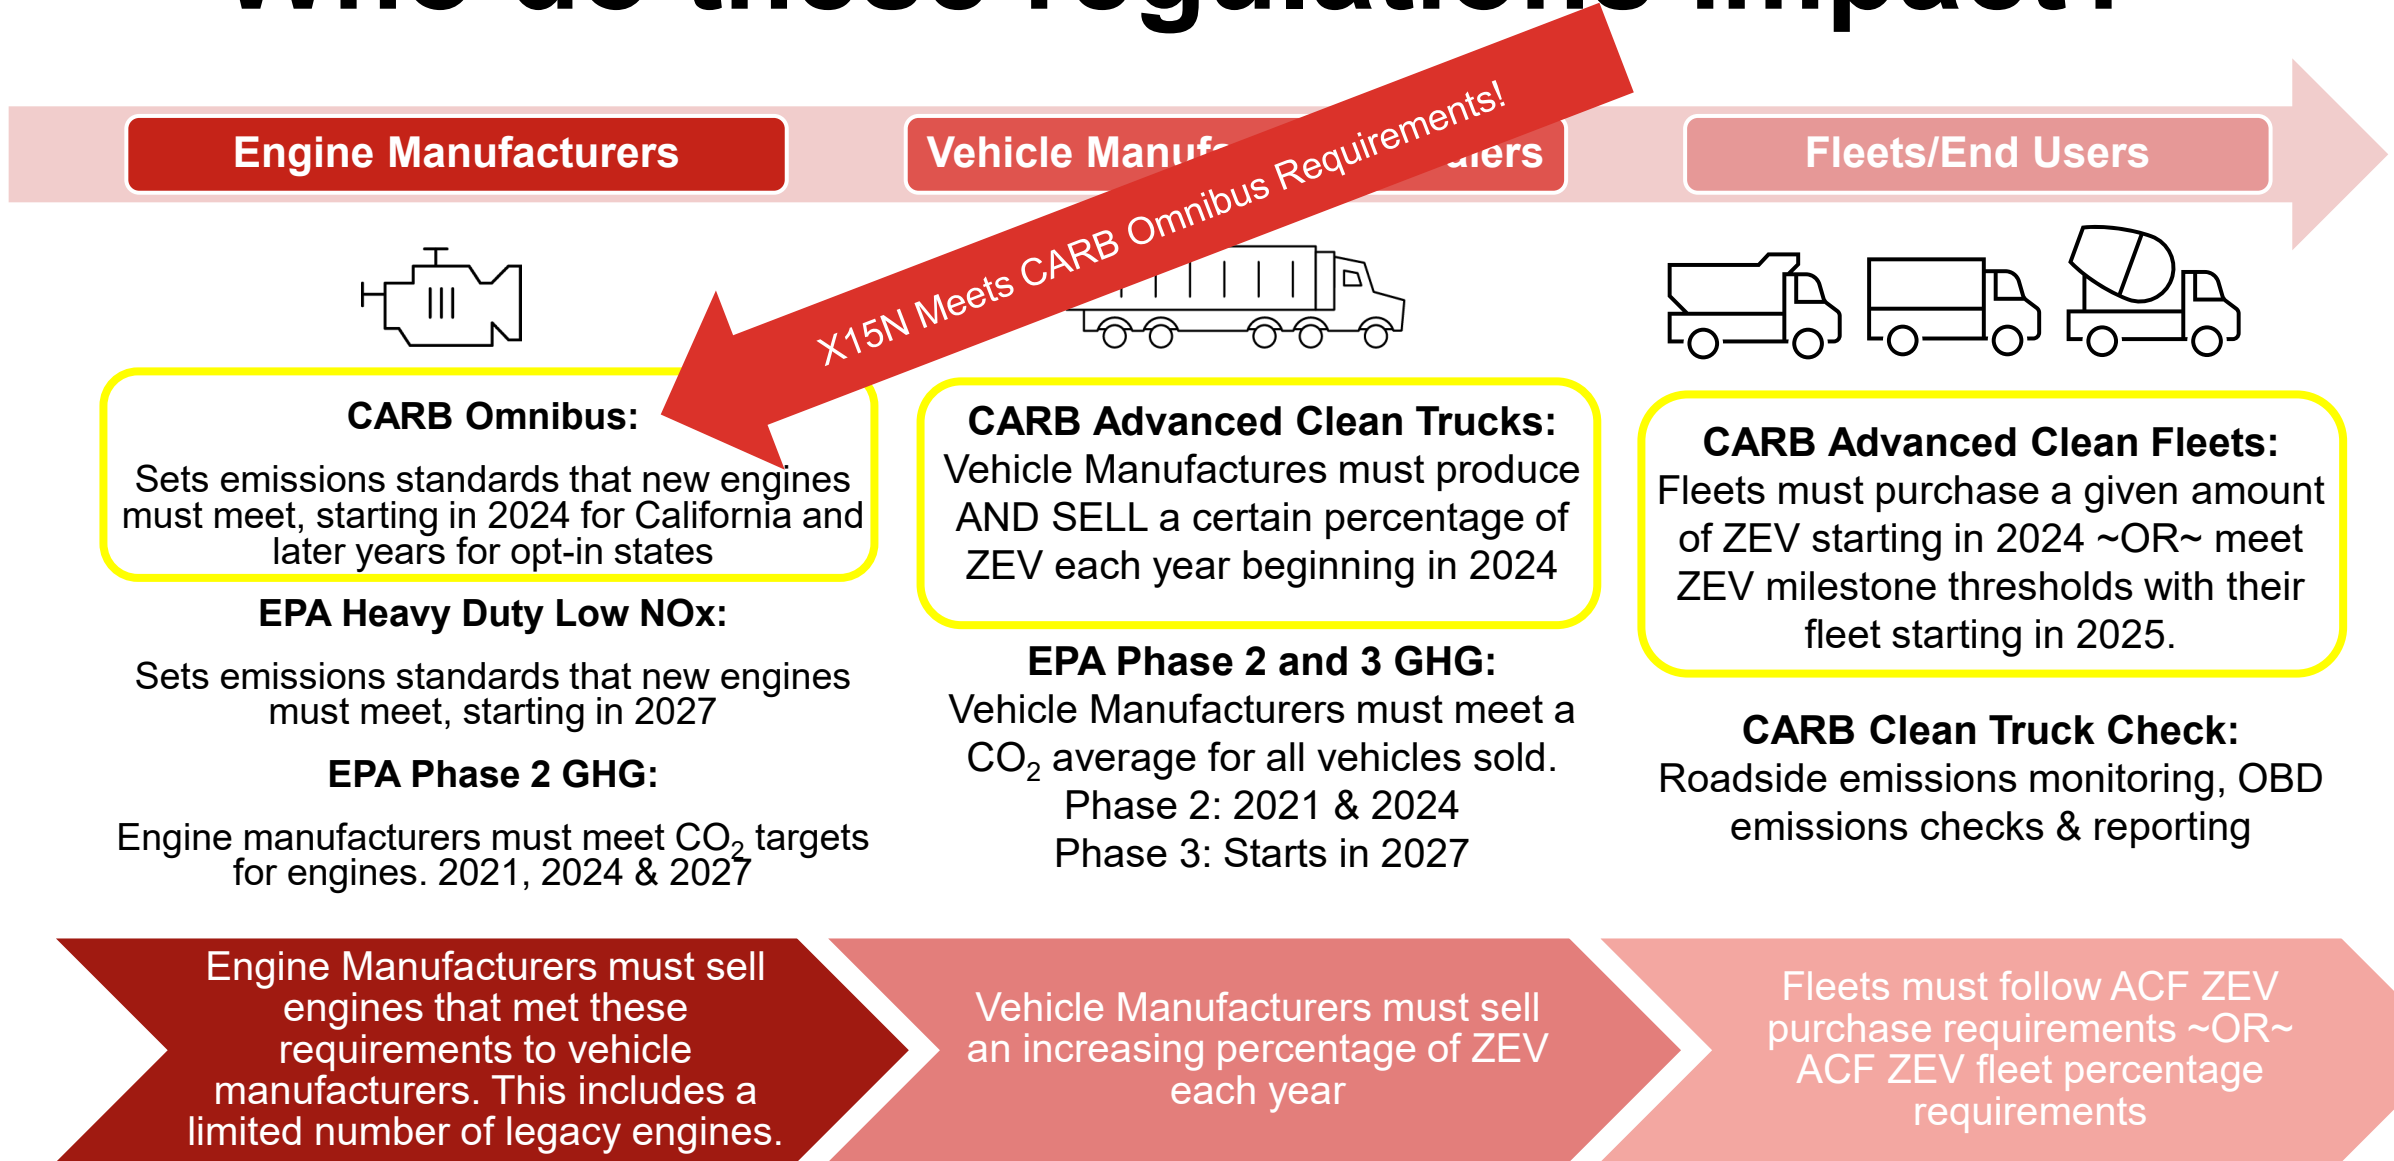 Who do these regulations impact?
Engine Manufacturers
Vehicle
Fleets/End Users
X15N Meets CARB Omnibus Requirements!
CARB Omnibus:
Sets emissions standards that new engines
must meet, starting in 2024 for California and
later years for opt-in states
EPA Heavy Duty Low NOx:
Sets emissions standards that new engines
must meet, starting in 2027
EPA Phase 2 GHG:
Engine manufacturers must meet CO₂ targets
for engines. 2021, 2024 & 2027
CARB Advanced Clean Trucks:
Vehicle Manufactures must produce
AND SELL a certain percentage of
ZEV each year beginning in 2024
EPA Phase 2 and 3 GHG:
Vehicle Manufacturers must meet a
CO₂ average for all vehicles sold.
Phase 2: 2021 & 2024
Phase 3: Starts in 2027
CARB Advanced Clean Fleets:
Fleets must purchase a given amount
of ZEV starting in 2024 ~OR~ meet
ZEV milestone thresholds with their
fleet starting in 2025.
CARB Clean Truck Check:
Roadside emissions monitoring, OBD
emissions checks & reporting
Engine Manufacturers must sell
engines that met these
requirements to vehicle
manufacturers. This includes a
limited number of legacy engines.
Vehicle Manufacturers must sell
an increasing percentage of ZEV
each year
Fleets must follow ACF ZEV
purchase requirements ~OR~
ACF ZEV fleet percentage
requirements